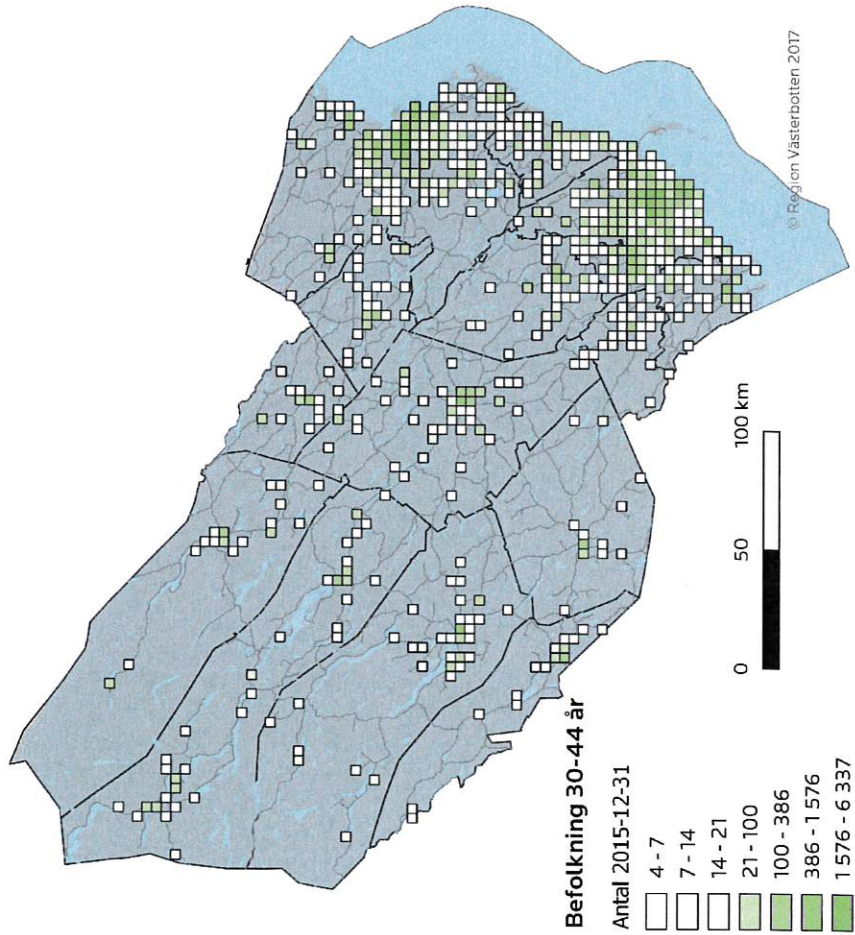 Befolkning 30-44 år
Antal 2015-12-31
4 - 7
7 - 14
14 - 21
21 - 100
100 - 386
386 - 1 576
1 576 - 6 337
0 50 100 km
© Region Västerbotten 2017